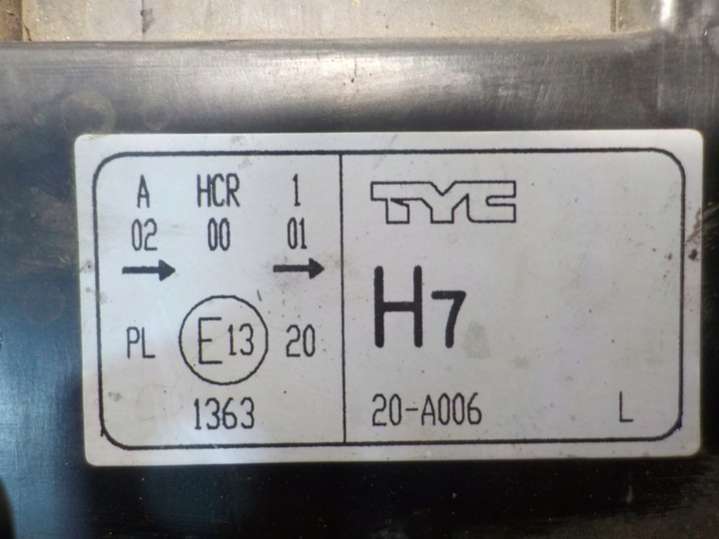 A HCR 1
02 00 01
→ →
PL E13 20
1363
TYC
H7
20-A006 L